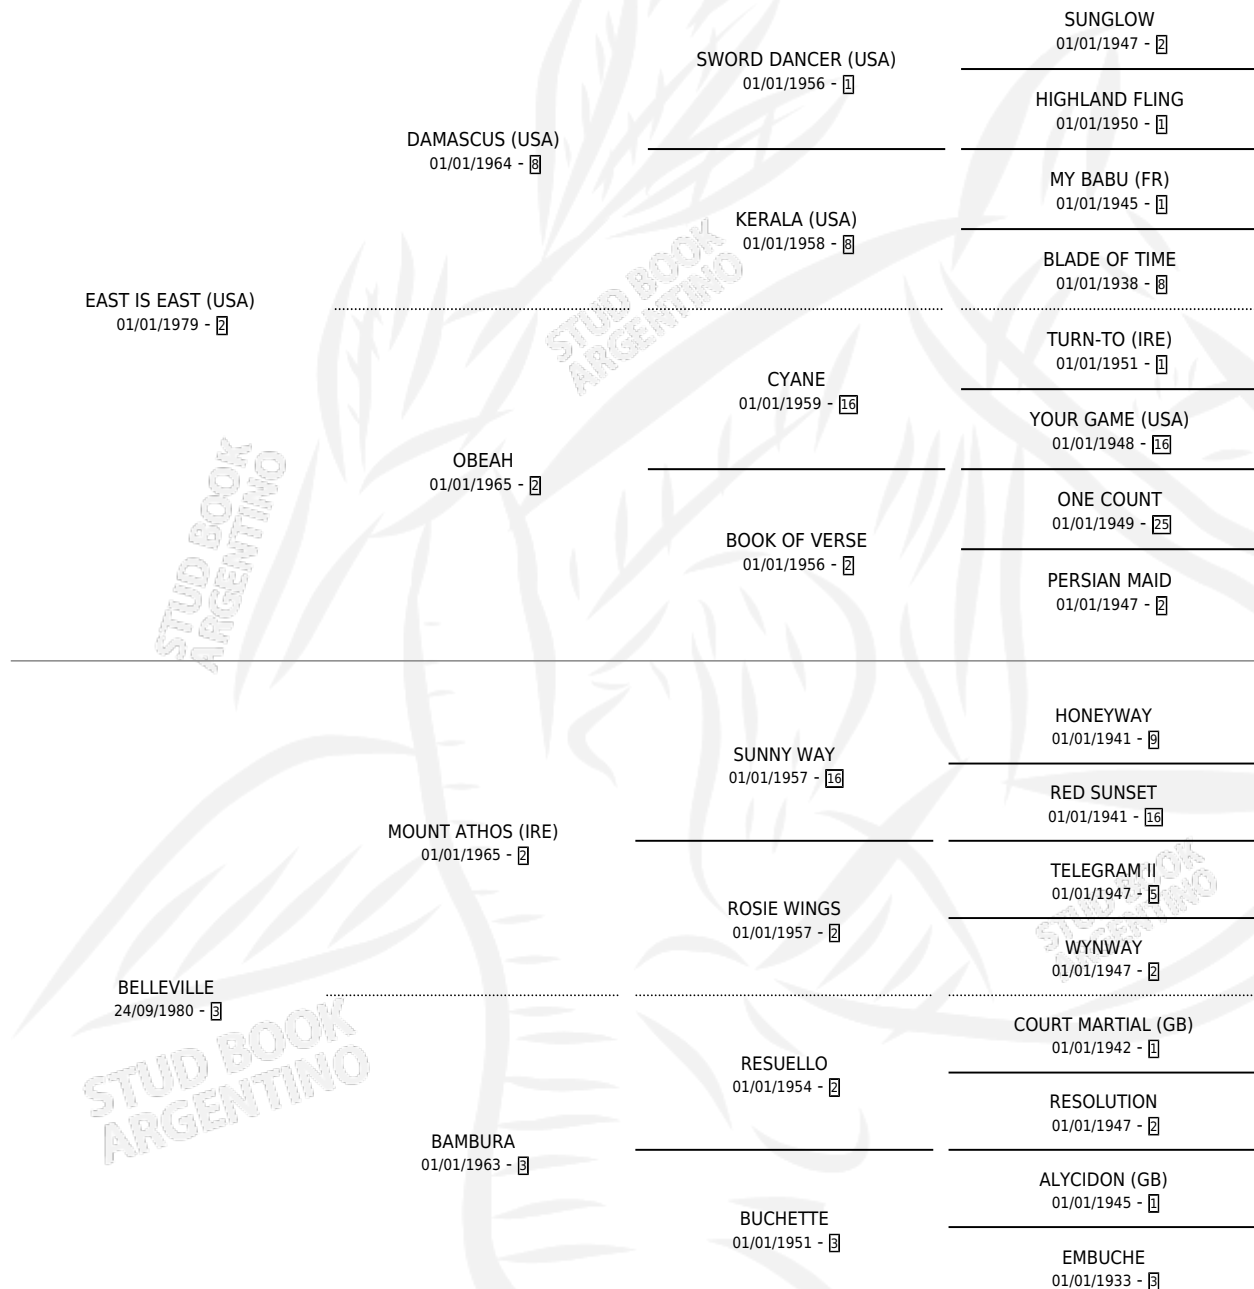 SUNGLOW
01/01/1947 - 2
SWORD DANCER (USA)
01/01/1956 - 1
HIGHLAND FLING
01/01/1950 - 1
DAMASCUS (USA)
01/01/1964 - 8
MY BABU (FR)
01/01/1945 - 1
KERALA (USA)
01/01/1958 - 8
BLADE OF TIME
01/01/1938 - 8
EAST IS EAST (USA)
01/01/1979 - 2
TURN-TO (IRE)
01/01/1951 - 1
CYANE
01/01/1959 - 16
YOUR GAME (USA)
01/01/1948 - 16
OBEAH
01/01/1965 - 2
ONE COUNT
01/01/1949 - 25
BOOK OF VERSE
01/01/1956 - 2
PERSIAN MAID
01/01/1947 - 2
HONEYWAY
01/01/1941 - 9
SUNNY WAY
01/01/1957 - 16
RED SUNSET
01/01/1941 - 16
MOUNT ATHOS (IRE)
01/01/1965 - 2
TELEGRAM II
01/01/1947 - 5
ROSIE WINGS
01/01/1957 - 2
WYNWAY
01/01/1947 - 2
BELLEVILLE
24/09/1980 - 3
COURT MARTIAL (GB)
01/01/1942 - 1
RESUELLO
01/01/1954 - 2
RESOLUTION
01/01/1947 - 2
BAMBURA
01/01/1963 - 3
ALYCIDON (GB)
01/01/1945 - 1
BUCHETTE
01/01/1951 - 3
EMBUCHE
01/01/1933 - 3
STUD BOOK
ARGENTINO
STUD BOOK
ARGENTINO
STUD BOOK
ARGENTINO
STUD BOOK
ARGENTINO